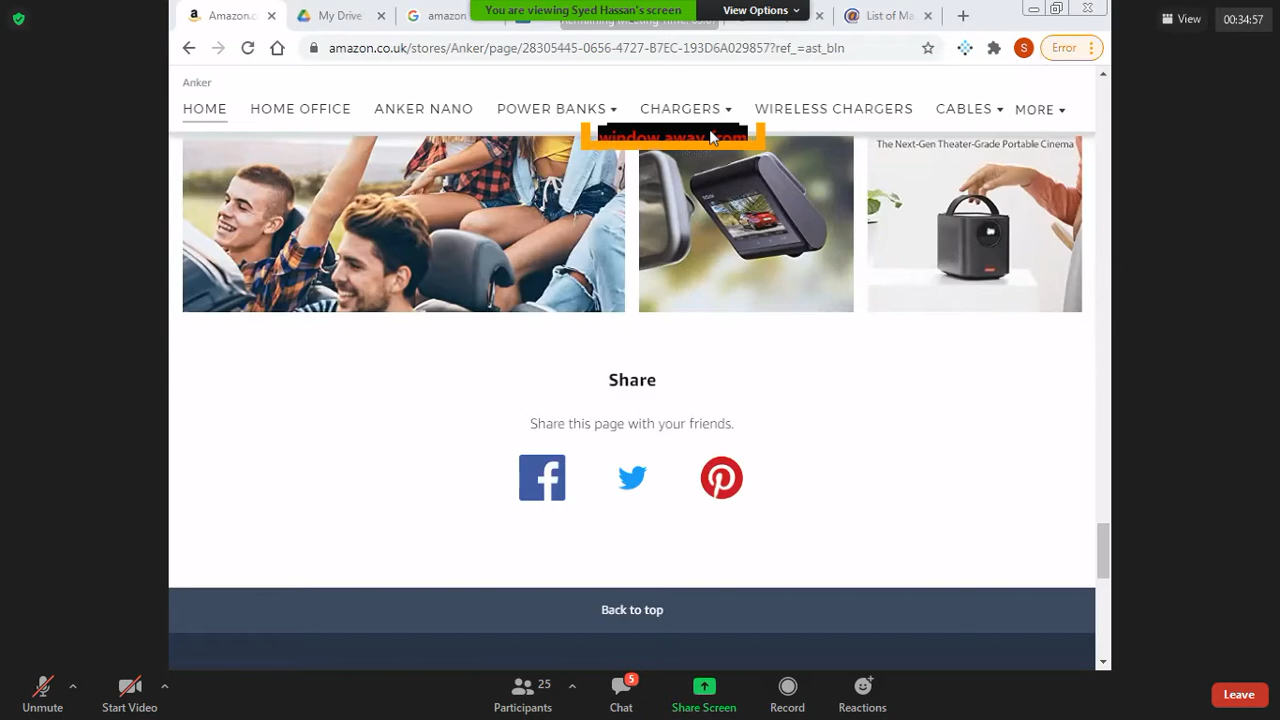 Amazon.c
My Drive
amazon
You are viewing Syed Hassan's screen
View Options
List of Ma
View
00:34:57
amazon.co.uk/stores/Anker/page/28305445-0656-4727-B7EC-193D6A029857?ref_=ast_bln
S
Error
Anker
HOME
HOME OFFICE
ANKER NANO
POWER BANKS
CHARGERS
WIRELESS CHARGERS
CABLES
MORE
window away from
The Next-Gen Theater-Grade Portable Cinema
Share
Share this page with your friends.
Back to top
Unmute
Start Video
25
Participants
5
Chat
Share Screen
Record
Reactions
Leave